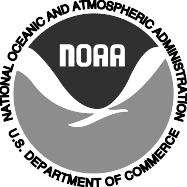 NATIONAL OCEANIC AND ATMOSPHERIC ADMINISTRATION
NOAA
U.S. DEPARTMENT OF COMMERCE